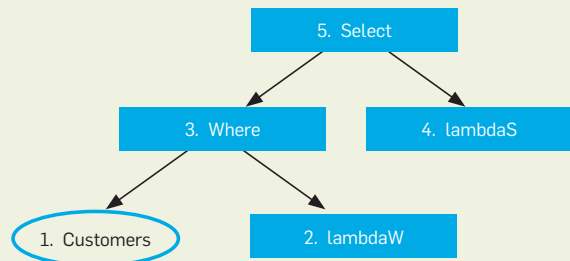 5. Select
3. Where
4. lambdaS
1. Customers
2. lambdaW